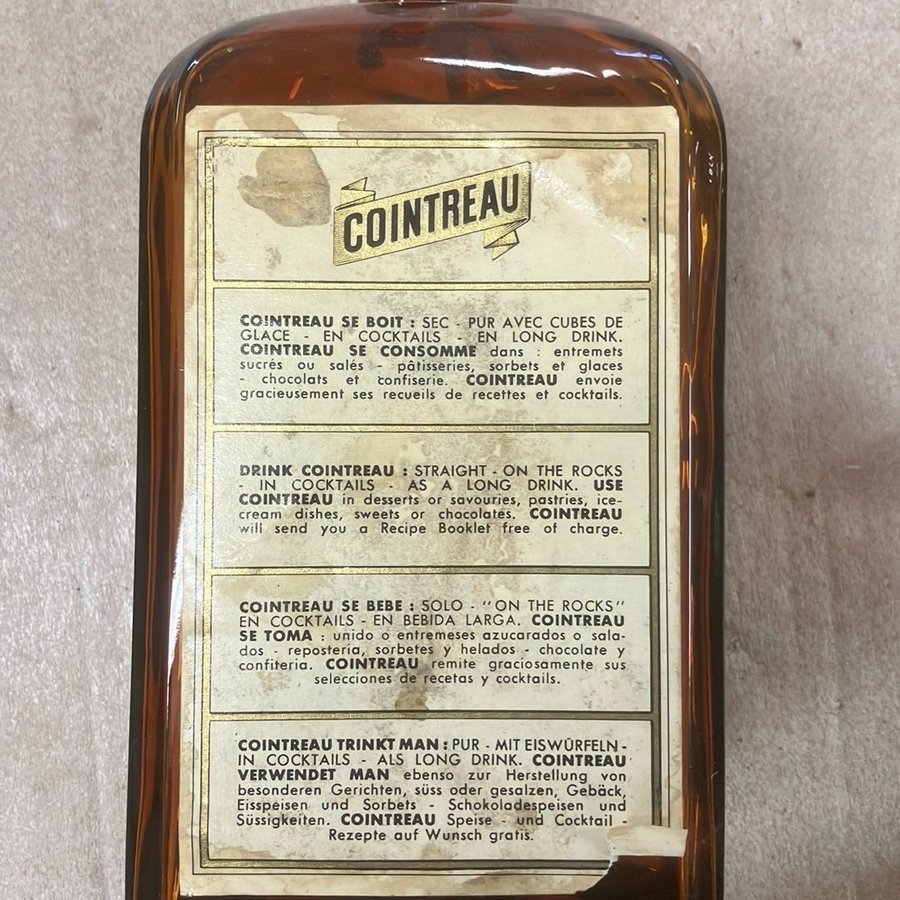 COINTREAU
COINTREAU SE BOIT : SEC - PUR AVEC CUBES DE
GLACE - EN COCKTAILS - EN LONG DRINK.
COINTREAU SE CONSOMME dans : entremets
sucrés ou salés - pâtisseries, sorbets et glaces
- chocolats et confiserie. COINTREAU envoie
gracieusement ses recueils de recettes et cocktails.
DRINK COINTREAU : STRAIGHT - ON THE ROCKS
- IN COCKTAILS - AS A LONG DRINK. USE
COINTREAU in desserts or savouries, pastries, ice-
cream dishes, sweets or chocolates. COINTREAU
will send you a Recipe Booklet free of charge.
COINTREAU SE BEBE : SOLO - "ON THE ROCKS"
EN COCKTAILS - EN BEBIDA LARGA. COINTREAU
SE TOMA : unido o entremeses azucarados o sala-
dos - reposteria, sorbetes y helados - chocolate y
confiteria. COINTREAU remite graciosamente sus
selecciones de recetas y cocktails.
COINTREAU TRINKT MAN : PUR - MIT EISWÜRFELN -
IN COCKTAILS - ALS LONG DRINK. COINTREAU
VERWENDET MAN ebenso zur Herstellung von
besonderen Gerichten, süss oder gesalzen, Gebäck,
Eisspeisen und Sorbets - Schokoladespeisen und
Süssigkeiten. COINTREAU Speise - und Cocktail -
Rezepte auf Wunsch gratis.